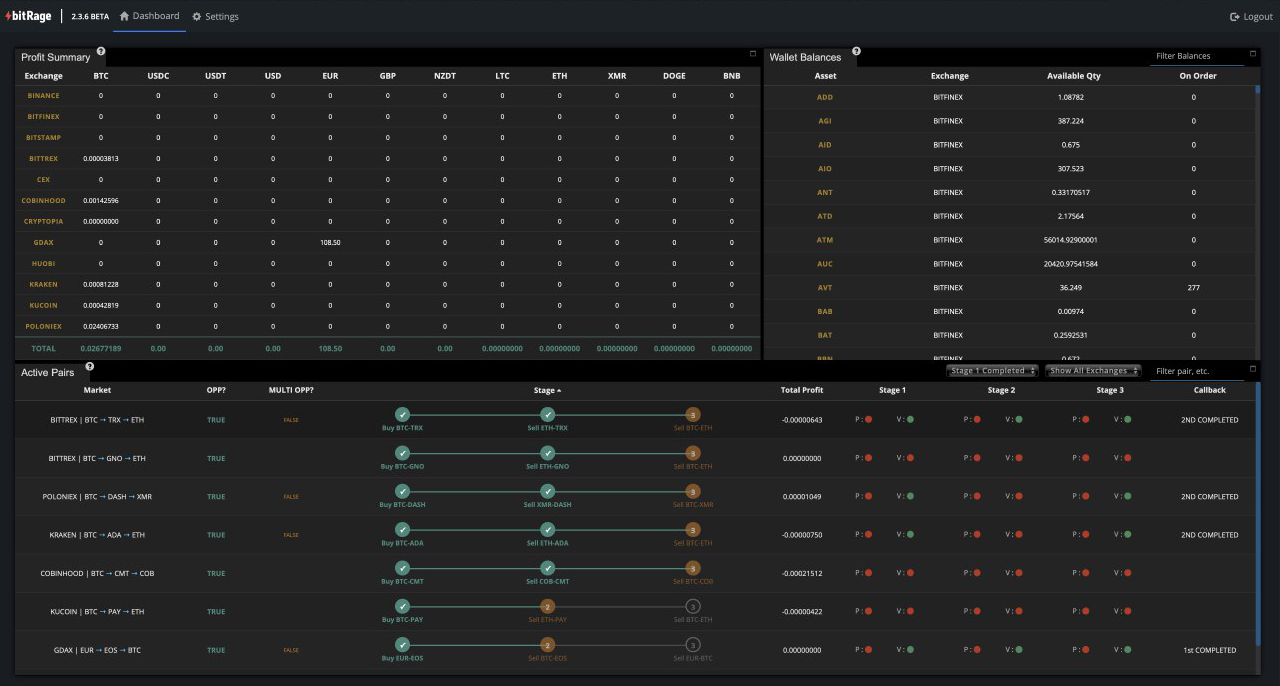 bitRage 2.3.6 BETA Dashboard Settings Logout
Profit Summary ?
Exchange BTC USDC USDT USD EUR GBP NZDT LTC ETH XMR DOGE BNB
BINANCE 0 0 0 0 0 0 0 0 0 0 0 0
BITFINEX 0 0 0 0 0 0 0 0 0 0 0 0
BITSTAMP 0 0 0 0 0 0 0 0 0 0 0 0
BITTREX 0.00003813 0 0 0 0 0 0 0 0 0 0 0
CEX 0 0 0 0 0 0 0 0 0 0 0 0
COBINHOOD 0.00142596 0 0 0 0 0 0 0 0 0 0 0
CRYPTOPIA 0.00000000 0 0 0 0 0 0 0 0 0 0 0
GDAX 0 0 0 0 108.50 0 0 0 0 0 0 0
HUOBI 0 0 0 0 0 0 0 0 0 0 0 0
KRAKEN 0.00081228 0 0 0 0 0 0 0 0 0 0 0
KUCOIN 0.00042819 0 0 0 0 0 0 0 0 0 0 0
POLONIEX 0.02406733 0 0 0 0 0 0 0 0 0 0 0
TOTAL 0.02677189 0.00 0.00 0.00 108.50 0.00 0.00 0.00000000 0.00000000 0.00000000 0.00000000 0.00000000
Wallet Balances ? Filter Balances
Asset Exchange Available Qty On Order
ADD BITFINEX 1.08782 0
AGI BITFINEX 387.224 0
AID BITFINEX 0.675 0
AIO BITFINEX 307.523 0
ANT BITFINEX 0.33170517 0
ATD BITFINEX 2.17564 0
ATM BITFINEX 56014.92900001 0
AUC BITFINEX 20420.97541584 0
AVT BITFINEX 36.249 277
BAB BITFINEX 0.00974 0
BAT BITFINEX 0.2592531 0
BITFINEX 0.672 0
Active Pairs ? Stage 1 Completed Show All Exchanges Filter pair, etc.
Market OPP? MULTI OPP? Stage Total Profit Stage 1 Stage 2 Stage 3 Callback
BITTREX | BTC → TRX → ETH TRUE FALSE 3 -0.00000643 P : V : P : V : P : V : 2ND COMPLETED
Buy BTC-TRX Sell ETH-TRX Sell BTC-ETH
BITTREX | BTC → GNO → ETH TRUE 3 0.00000000 P : V : P : V : P : V :
Buy BTC-GNO Sell ETH-GNO Sell BTC-ETH
POLONIEX | BTC → DASH → XMR TRUE FALSE 3 0.00001049 P : V : P : V : P : V : 2ND COMPLETED
Buy BTC-DASH Sell XMR-DASH Sell BTC-XMR
KRAKEN | BTC → ADA → ETH TRUE FALSE 3 -0.00000750 P : V : P : V : P : V : 2ND COMPLETED
Buy BTC-ADA Sell ETH-ADA Sell BTC-ETH
COBINHOOD | BTC → CMT → COB TRUE 3 -0.00021512 P : V : P : V : P : V :
Buy BTC-CMT Sell COB-CMT Sell BTC-COB
KUCOIN | BTC → PAY → ETH TRUE 2 3 -0.00000422 P : V : P : V : P : V :
Buy BTC-PAY Sell ETH-PAY Sell BTC-ETH
GDAX | EUR → EOS → BTC TRUE FALSE 2 3 0.00000000 P : V : P : V : P : V : 1st COMPLETED
Buy EUR-EOS Sell BTC-EOS Sell EUR-BTC